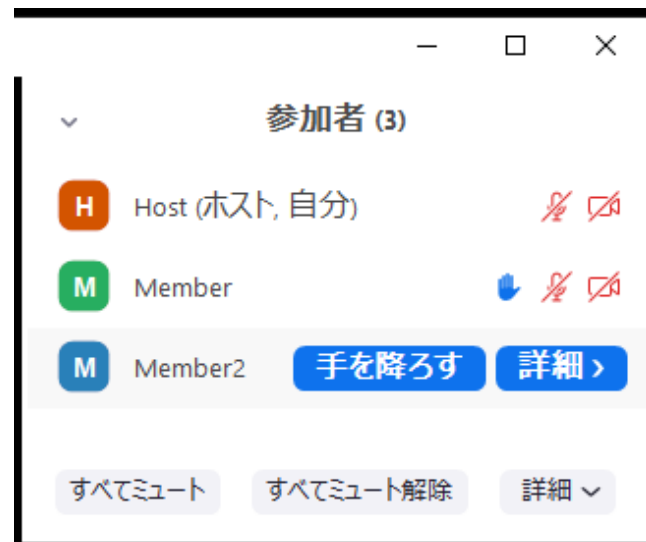 参加者 (3)
H Host (ホスト, 自分)
M Member
M Member2 手を降ろす 詳細 ›
すべてミュート すべてミュート解除 詳細